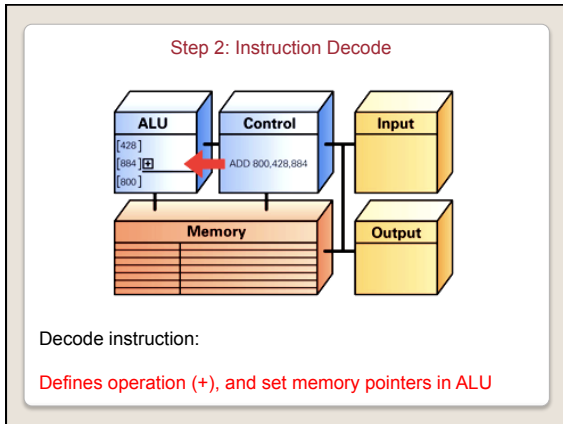 Step 2: Instruction Decode
ALU
Control
Input
[428]
[884]+
ADD 800,428,884
[800]
Memory
Output
Decode instruction:
Defines operation (+), and set memory pointers in ALU